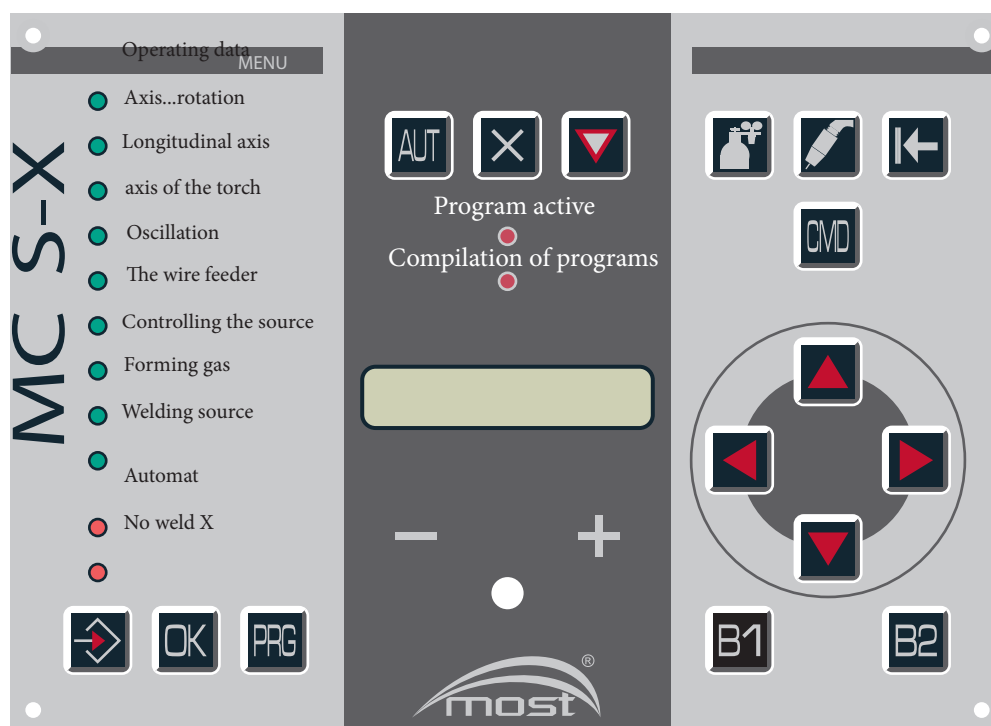 MC S-X
Operating data
MENU
Axis...rotation
Longitudinal axis
axis of the torch
Oscillation
The wire feeder
Controlling the source
Forming gas
Welding source
Automat
No weld X
OK
PRG
AUT
Program active
Compilation of programs
most®
CMD
B1
B2